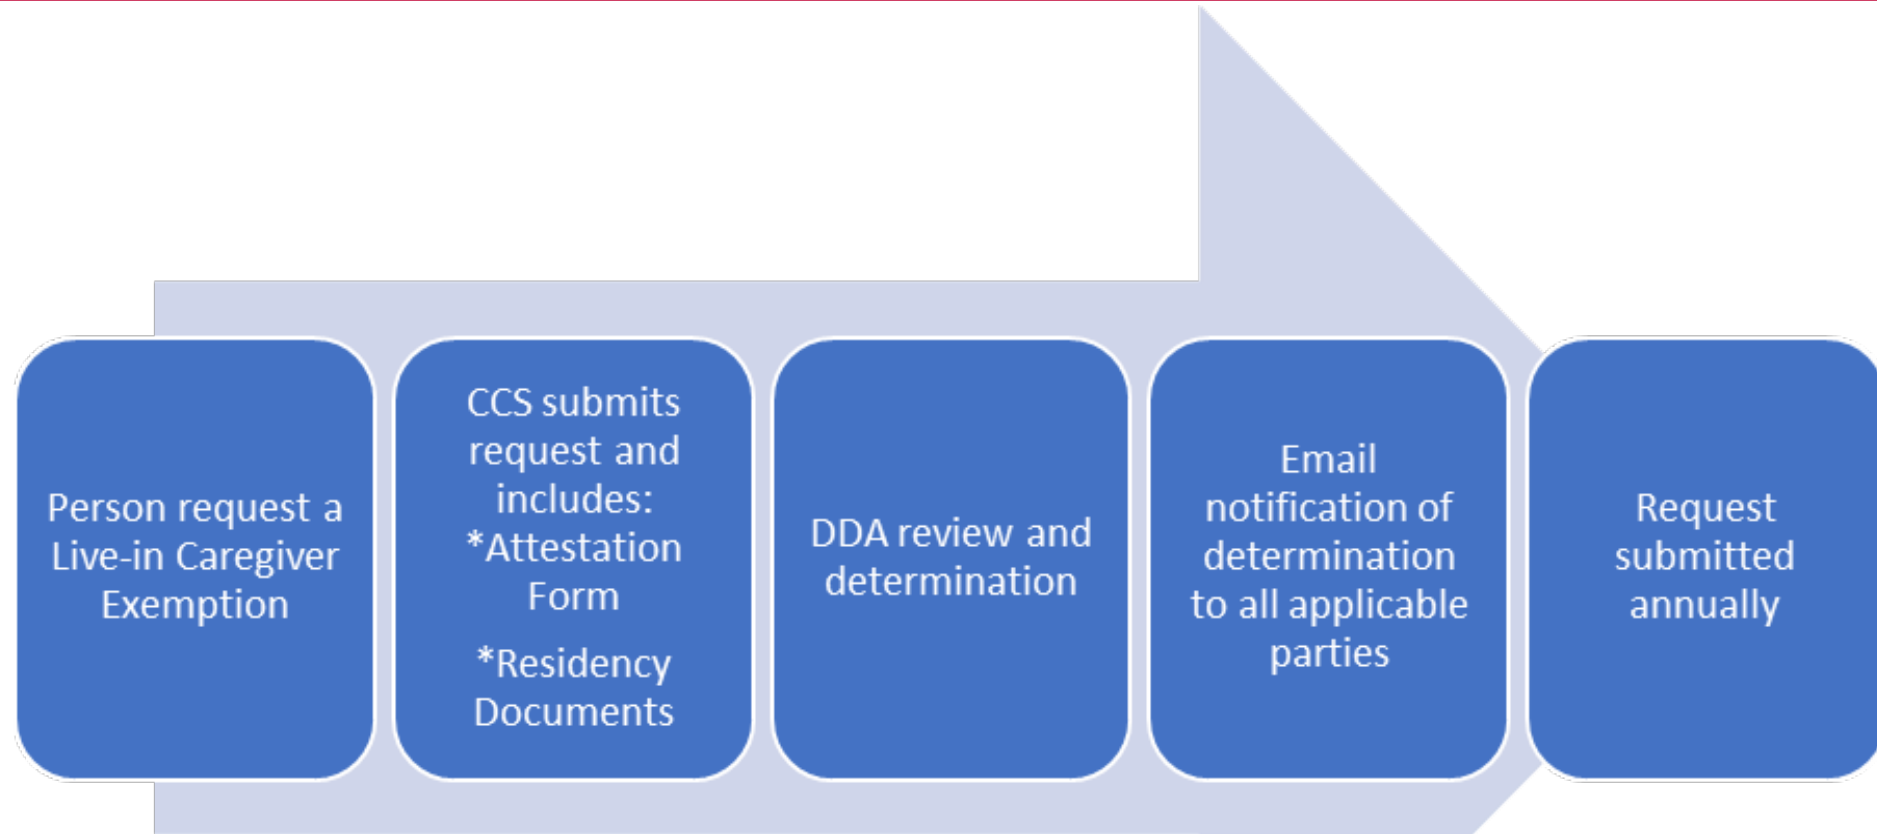 Person request a
Live-in Caregiver
Exemption
CCS submits
request and
includes:
*Attestation
Form
*Residency
Documents
DDA review and
determination
Email
notification of
determination
to all applicable
parties
Request
submitted
annually